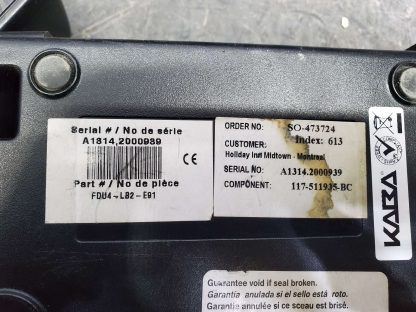 Serial # / No de série
A1314.2000939
Part # / No de pièce
FDU4-LB2-E91
ORDER NO: SO-473724
Index: 613
CUSTOMER:
Holiday Inn Midtown - Montreal
SERIAL NO: A1314.2000939
COMPONENT: 117-511935-BC
KABA
Guarantee void if seal broken.
Garantía anulada si el sello está roto.
Garantie annulée si ce sceau est brisé.